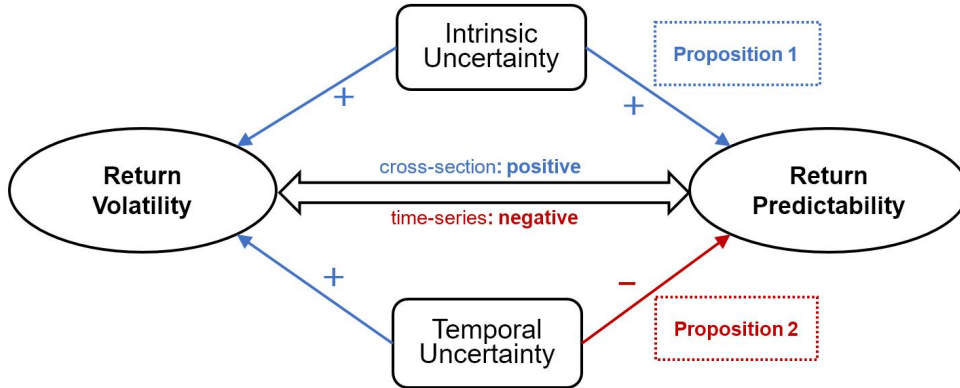 Intrinsic
Uncertainty
Proposition 1
+
+
Return
Volatility
cross-section: positive
time-series: negative
Return
Predictability
+
−
Temporal
Uncertainty
Proposition 2